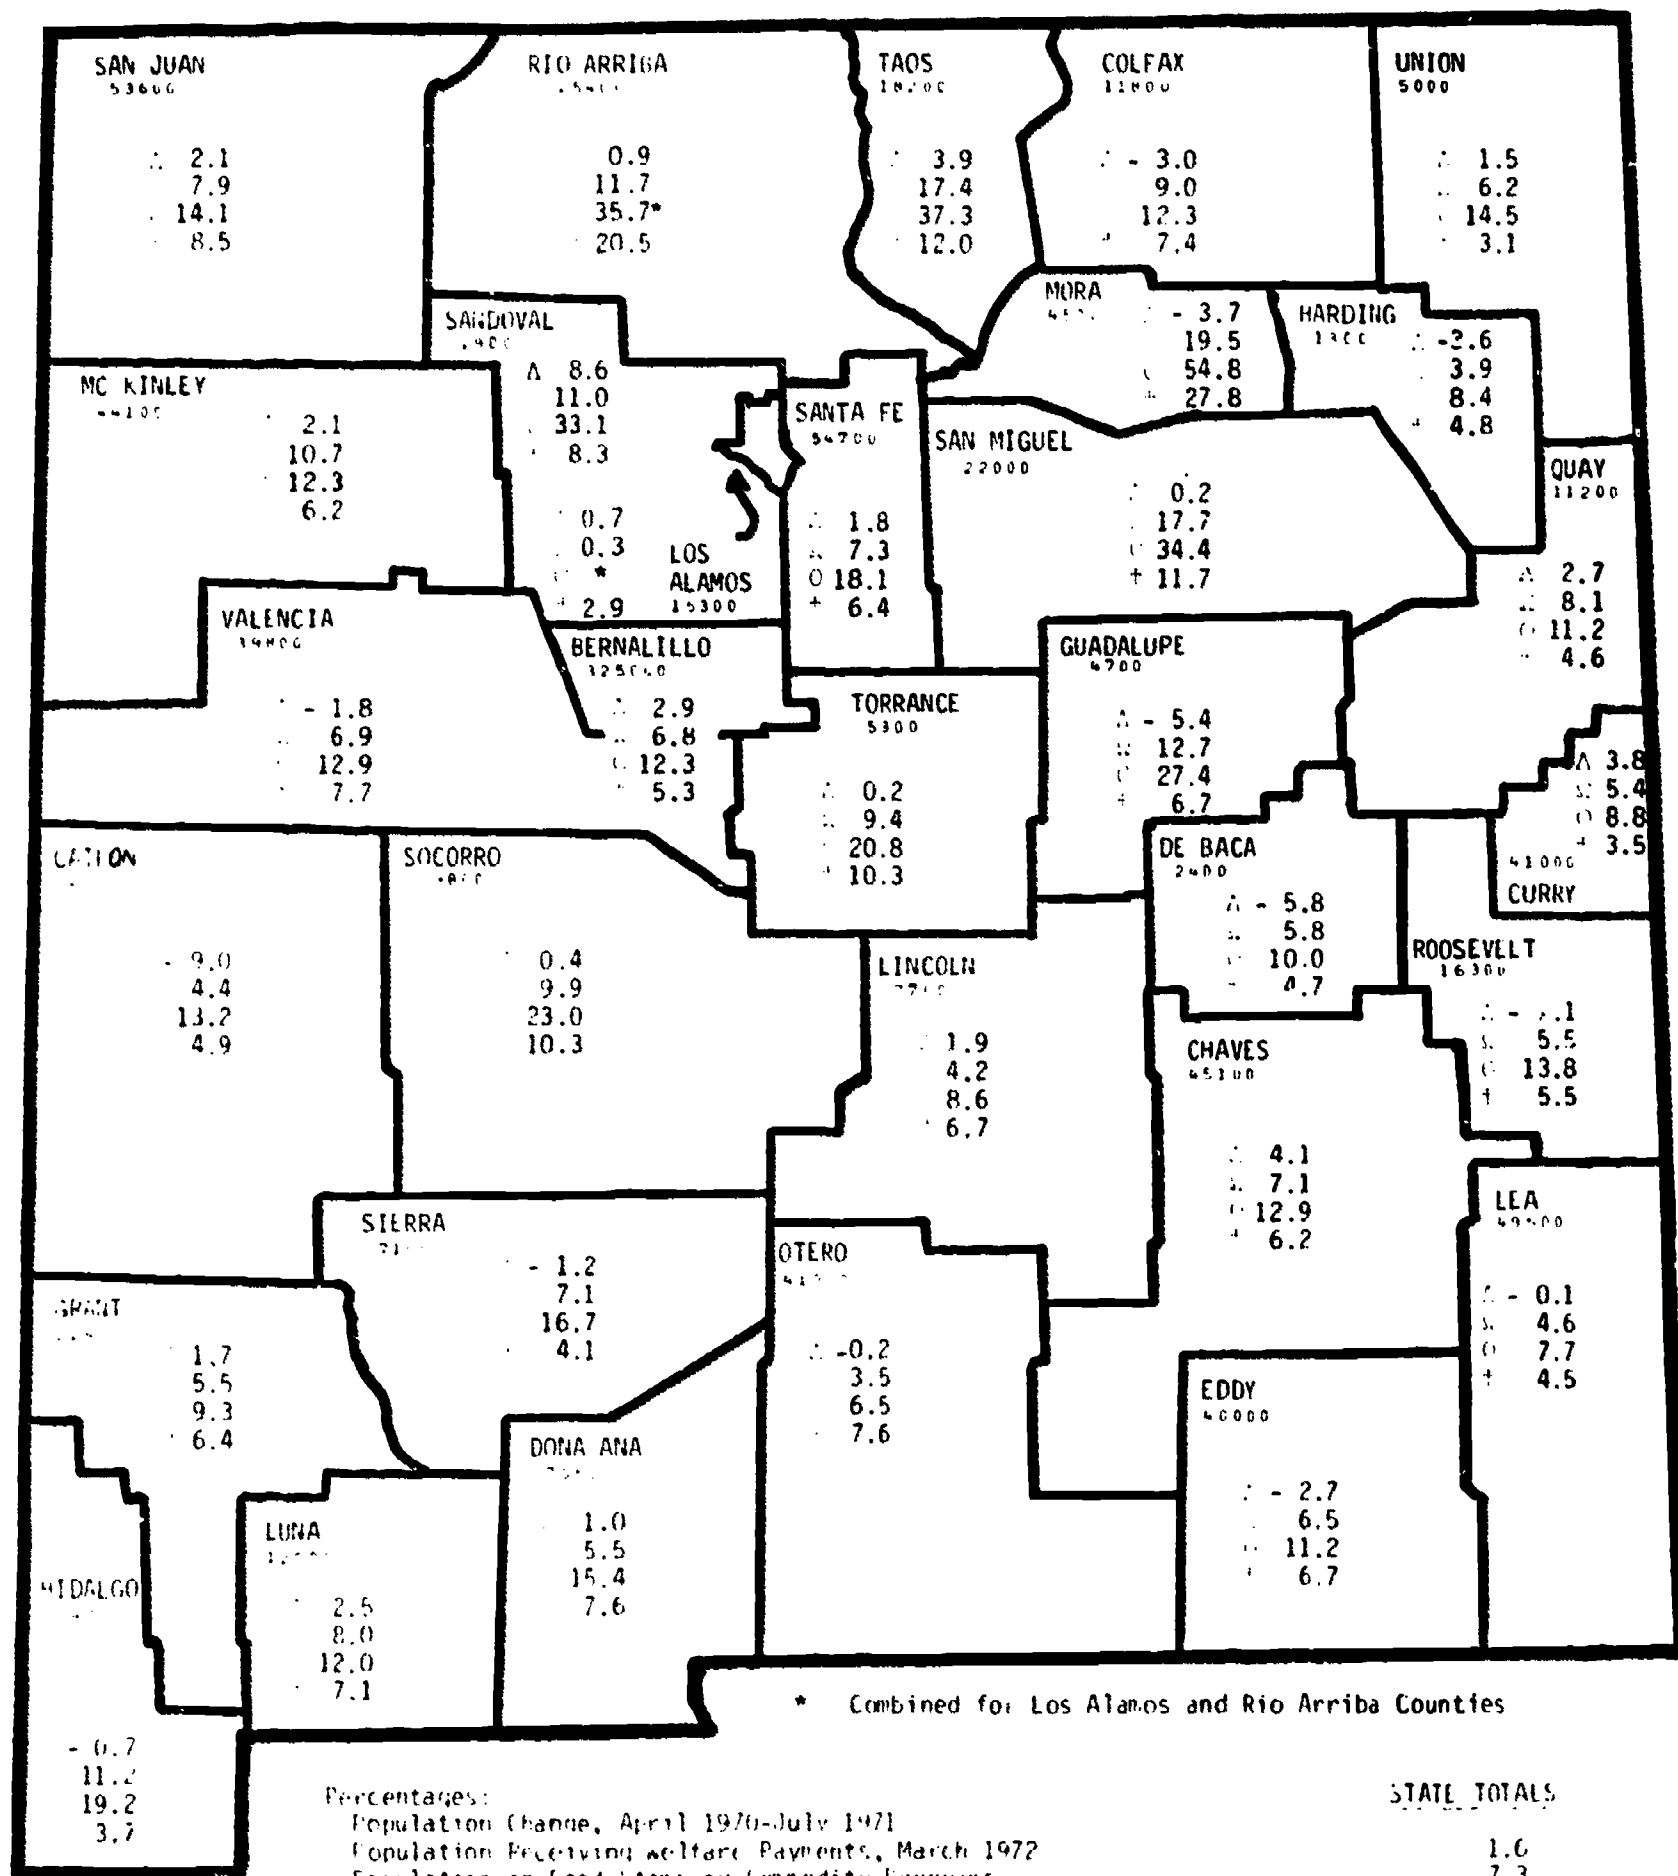 SAN JUAN
53600
Δ 2.1
7.9
14.1
8.5
RIO ARRIBA
0.9
11.7
35.7*
20.5
TAOS
18200
3.9
17.4
37.3
12.0
COLFAX
11800
- 3.0
9.0
12.3
+ 7.4
UNION
5000
1.5
6.2
14.5
3.1
SANDOVAL
Δ 8.6
11.0
33.1
8.3
MORA
- 3.7
19.5
54.8
+ 27.8
HARDING
1300
-2.6
3.9
8.4
+ 4.8
MC KINLEY
2.1
10.7
12.3
6.2
SANTA FE
54700
Δ 1.8
7.3
O 18.1
+ 6.4
SAN MIGUEL
22000
0.2
17.7
34.4
+ 11.7
QUAY
11200
Δ 2.7
8.1
O 11.2
4.6
0.7
0.3
*
+ 2.9
LOS
ALAMOS
15300
VALENCIA
- 1.8
6.9
12.9
7.7
BERNALILLO
2.9
6.8
12.3
5.3
TORRANCE
5300
0.2
9.4
20.8
10.3
GUADALUPE
4700
Δ - 5.4
12.7
27.4
+ 6.7
Δ 3.8
5.4
O 8.8
+ 3.5
41000
CURRY
CATRON
- 9.0
4.4
13.2
4.9
SOCORRO
0.4
9.9
23.0
10.3
DE BACA
2400
Δ - 5.8
5.8
10.0
4.7
LINCOLN
1.9
4.2
8.6
6.7
ROOSEVELT
16300
5.5
13.8
+ 5.5
CHAVES
45100
4.1
7.1
12.9
+ 6.2
SIERRA
- 1.2
7.1
16.7
4.1
OTERO
-0.2
3.5
6.5
7.6
LEA
- 0.1
4.6
O 7.7
+ 4.5
GRANT
1.7
5.5
9.3
6.4
EDDY
40000
- 2.7
6.5
11.2
+ 6.7
DONA ANA
1.0
5.5
15.4
7.6
LUNA
2.5
8.0
12.0
7.1
HIDALGO
- 0.7
19.2
3.7
* Combined for Los Alamos and Rio Arriba Counties
Percentages: STATE TOTALS
Population Change, April 1970-July 1971 1.6
Population Receiving Welfare Payments, March 1972 7.3